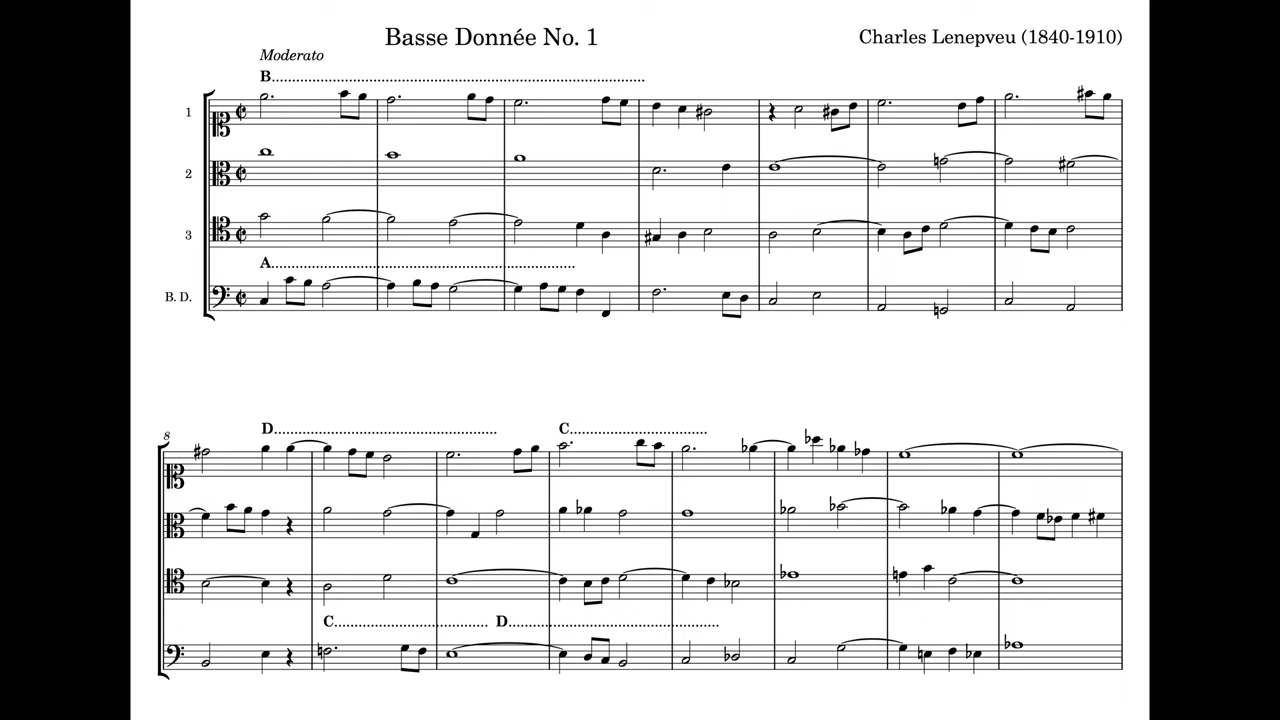 Basse Donnée No. 1
Charles Lenepveu (1840-1910)
Moderato
B
1
2
3
A
B. D.
8
D
C
C
D